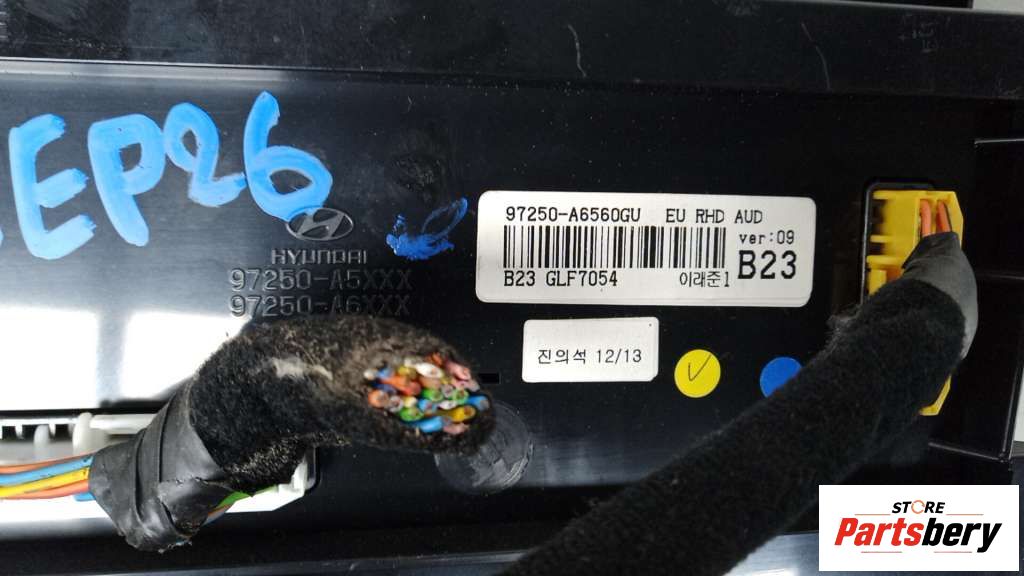 EP26
HYUNDAI
97250-A5XXX
97250-A6XXX
97250-A6560GU EU RHD AUD
ver:09
B23 GLF7054 이래준1 B23
진의석 12/13
STORE
Partsbery